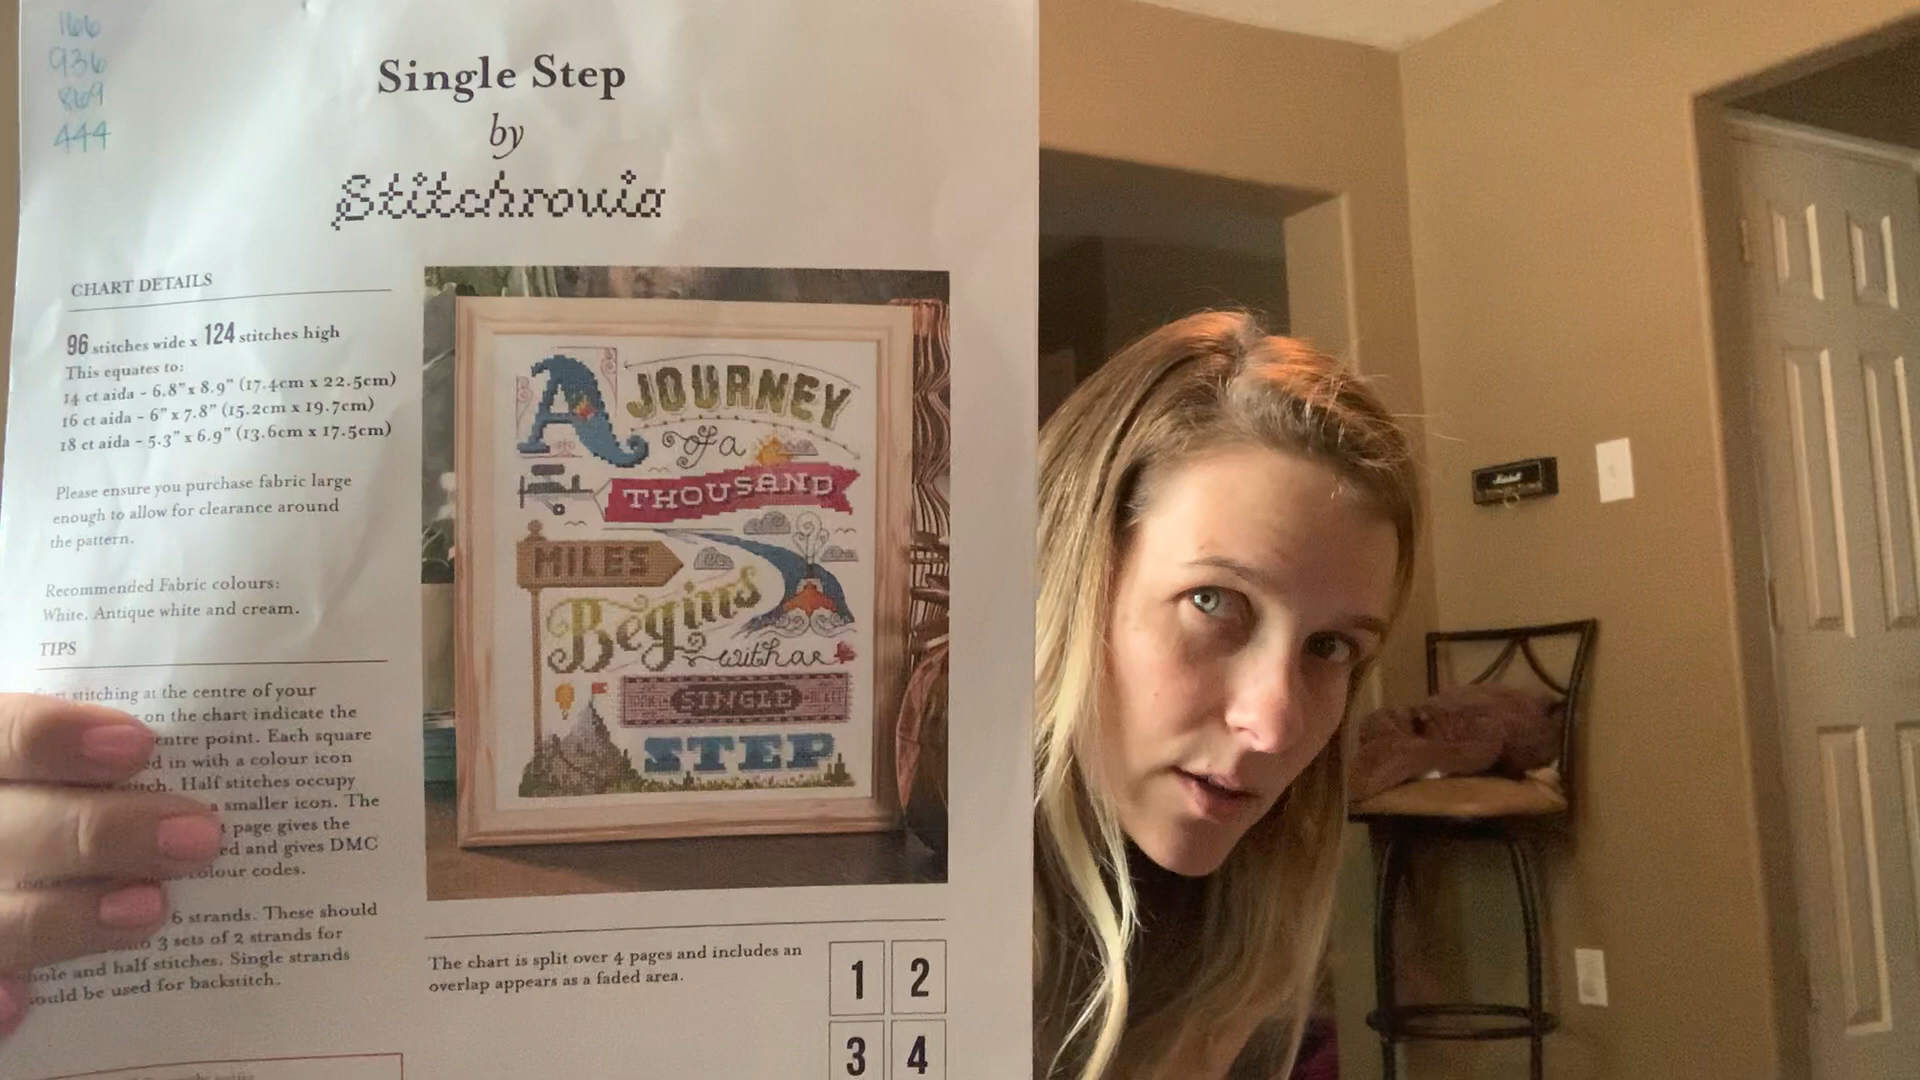 166
936
869
444
Single Step
by
Stitchrovia
CHART DETAILS
96 stitches wide x 124 stitches high
This equates to:
14 ct aida - 6.8" x 8.9" (17.4cm x 22.5cm)
16 ct aida - 6" x 7.8" (15.2cm x 19.7cm)
18 ct aida - 5.3" x 6.9" (13.6cm x 17.5cm)
Please ensure you purchase fabric large
enough to allow for clearance around
the pattern.
Recommended Fabric colours:
White, Antique white and cream.
TIPS
stitching at the centre of your
on the chart indicate the
entre point. Each square
ed in with a colour icon
stitch. Half stitches occupy
a smaller icon. The
t page gives the
ed and gives DMC
colour codes.
6 strands. These should
3 sets of 2 strands for
hole and half stitches. Single strands
ould be used for backstitch.
A JOURNEY
of a
THOUSAND
MILES
Begins
with a
SINGLE
STEP
The chart is split over 4 pages and includes an
overlap appears as a faded area.
1 2
3 4
Marshall